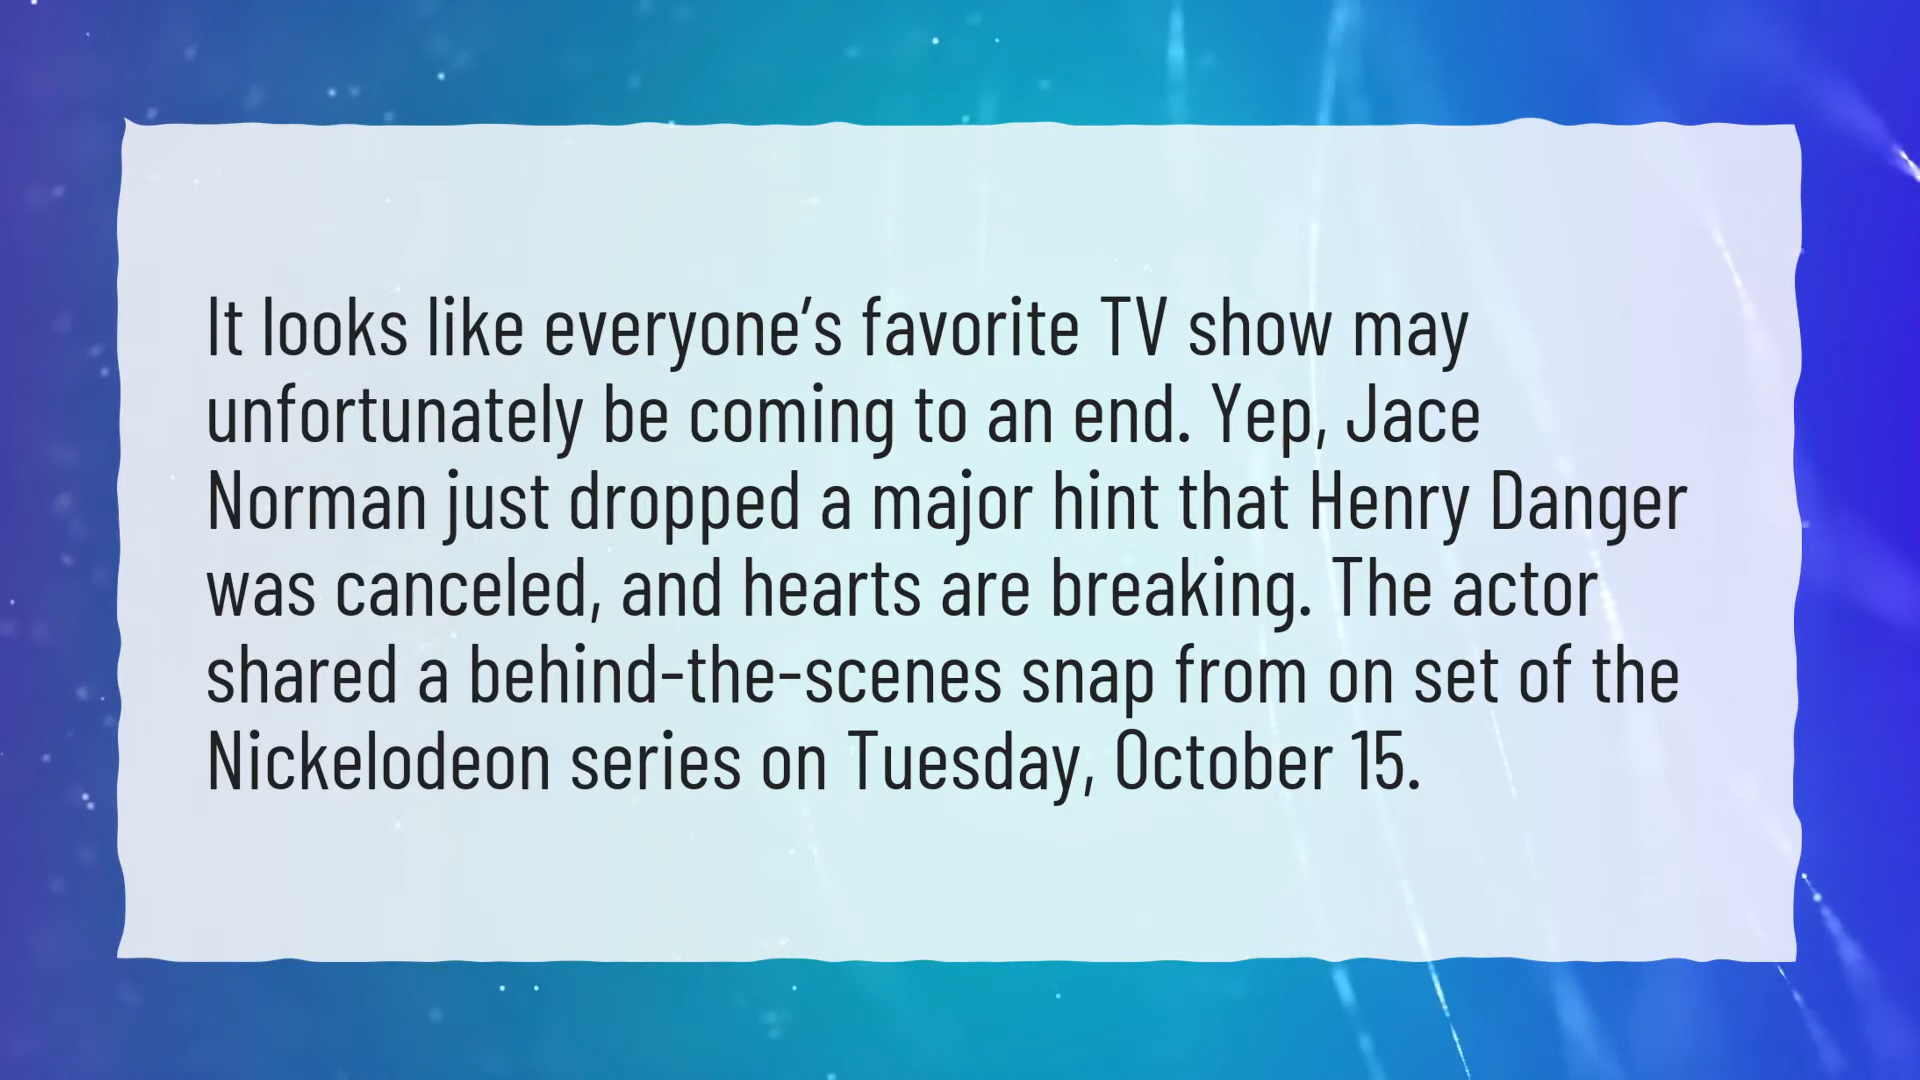 It looks like everyone’s favorite TV show may
unfortunately be coming to an end. Yep, Jace
Norman just dropped a major hint that Henry Danger
was canceled, and hearts are breaking. The actor
shared a behind-the-scenes snap from on set of the
Nickelodeon series on Tuesday, October 15.